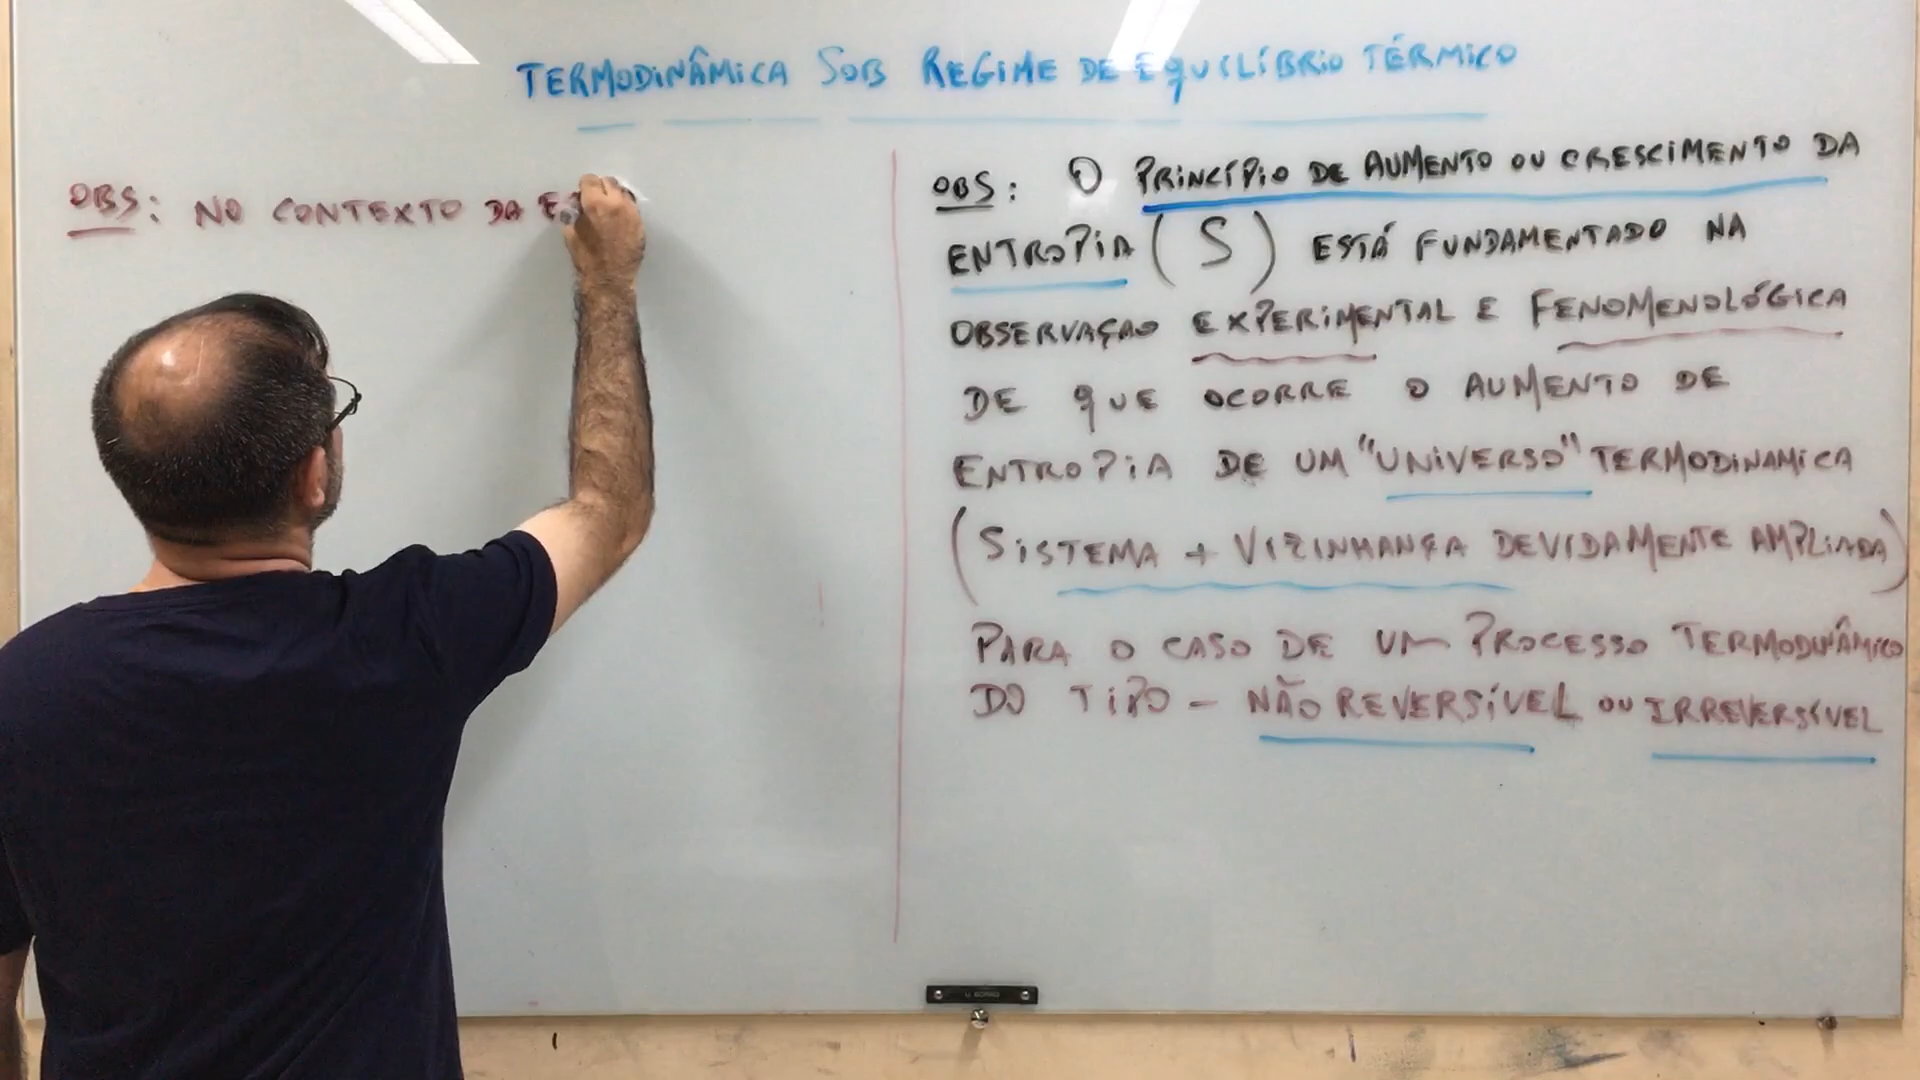 TERMODINÂMICA SOB REGIME DE EQUILÍBRIO TÉRMICO
OBS: NO CONTEXTO DA
OBS: O PRINCÍPIO DE AUMENTO OU CRESCIMENTO DA
ENTROPIA (S) ESTÁ FUNDAMENTADO NA
OBSERVAÇAO EXPERIMENTAL E FENOMENOLÓGICA
DE QUE OCORRE O AUMENTO DE
ENTROPIA DE UM "UNIVERSO" TERMODINAMICA
(SISTEMA + VIZINHANÇA DEVIDAMENTE AMPLIADA)
PARA O CASO DE UM PROCESSO TERMODINÂMICO
DO TIPO - NÃO REVERSÍVEL OU IRREVERSÍVEL